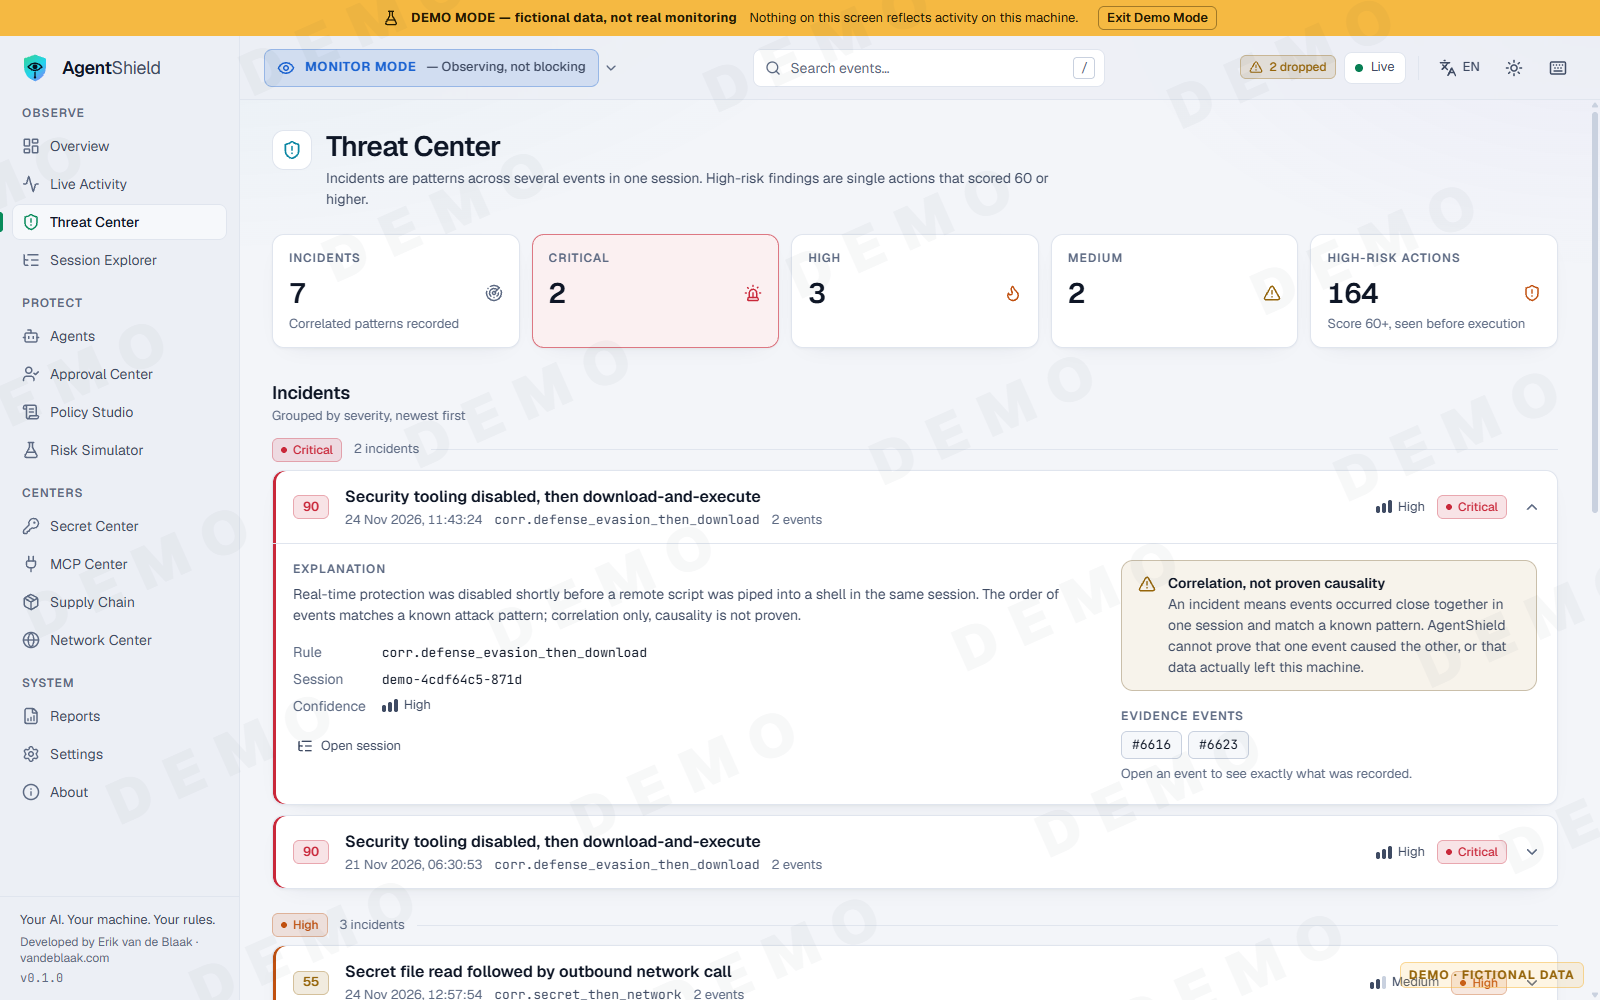 DEMO MODE — fictional data, not real monitoring Nothing on this screen reflects activity on this machine. Exit Demo Mode
AgentShield
MONITOR MODE — Observing, not blocking
Search events... /
2 dropped
Live
EN
OBSERVE
Overview
Live Activity
Threat Center
Session Explorer
PROTECT
Agents
Approval Center
Policy Studio
Risk Simulator
CENTERS
Secret Center
MCP Center
Supply Chain
Network Center
SYSTEM
Reports
Settings
About
Your AI. Your machine. Your rules.
Developed by Erik van de Blaak ·
vandeblaak.com
v0.1.0
Threat Center
Incidents are patterns across several events in one session. High-risk findings are single actions that scored 60 or
higher.
INCIDENTS
7
Correlated patterns recorded
CRITICAL
2
HIGH
3
MEDIUM
2
HIGH-RISK ACTIONS
164
Score 60+, seen before execution
Incidents
Grouped by severity, newest first
Critical 2 incidents
90
Security tooling disabled, then download-and-execute
24 Nov 2026, 11:43:24 corr.defense_evasion_then_download 2 events
High Critical
EXPLANATION
Real-time protection was disabled shortly before a remote script was piped into a shell in the same session. The order of
events matches a known attack pattern; correlation only, causality is not proven.
Rule corr.defense_evasion_then_download
Session demo-4cdf64c5-871d
Confidence High
Open session
Correlation, not proven causality
An incident means events occurred close together in
one session and match a known pattern. AgentShield
cannot prove that one event caused the other, or that
data actually left this machine.
EVIDENCE EVENTS
#6616 #6623
Open an event to see exactly what was recorded.
90
Security tooling disabled, then download-and-execute
21 Nov 2026, 06:30:53 corr.defense_evasion_then_download 2 events
High Critical
High 3 incidents
55
Secret file read followed by outbound network call
24 Nov 2026, 12:57:54 corr.secret_then_network 2 events
Medium High
DEMO · FICTIONAL DATA
DEMO